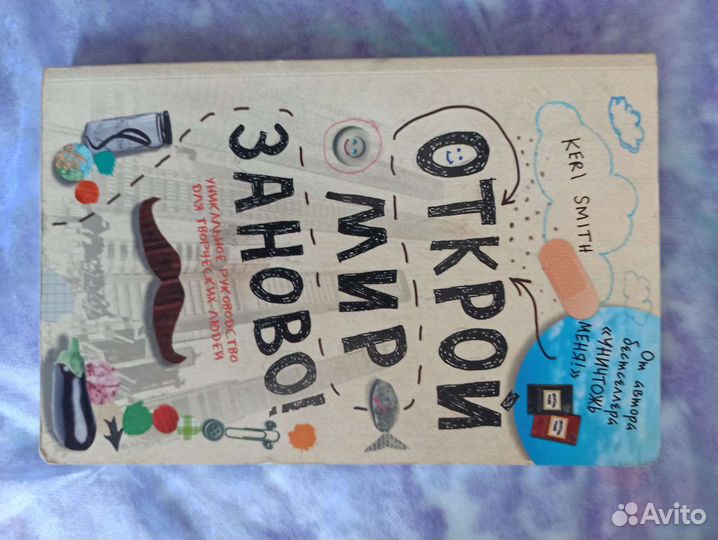 KERI SMITH
От автора
бестселлера
«УНИЧТОЖЬ
МЕНЯ!»
ОТКРОЙ
МИР
ЗАНОВО
УНИКАЛЬНОЕ РУКОВОДСТВО
ДЛЯ ТВОРЧЕСКИХ ЛЮДЕЙ
Avito